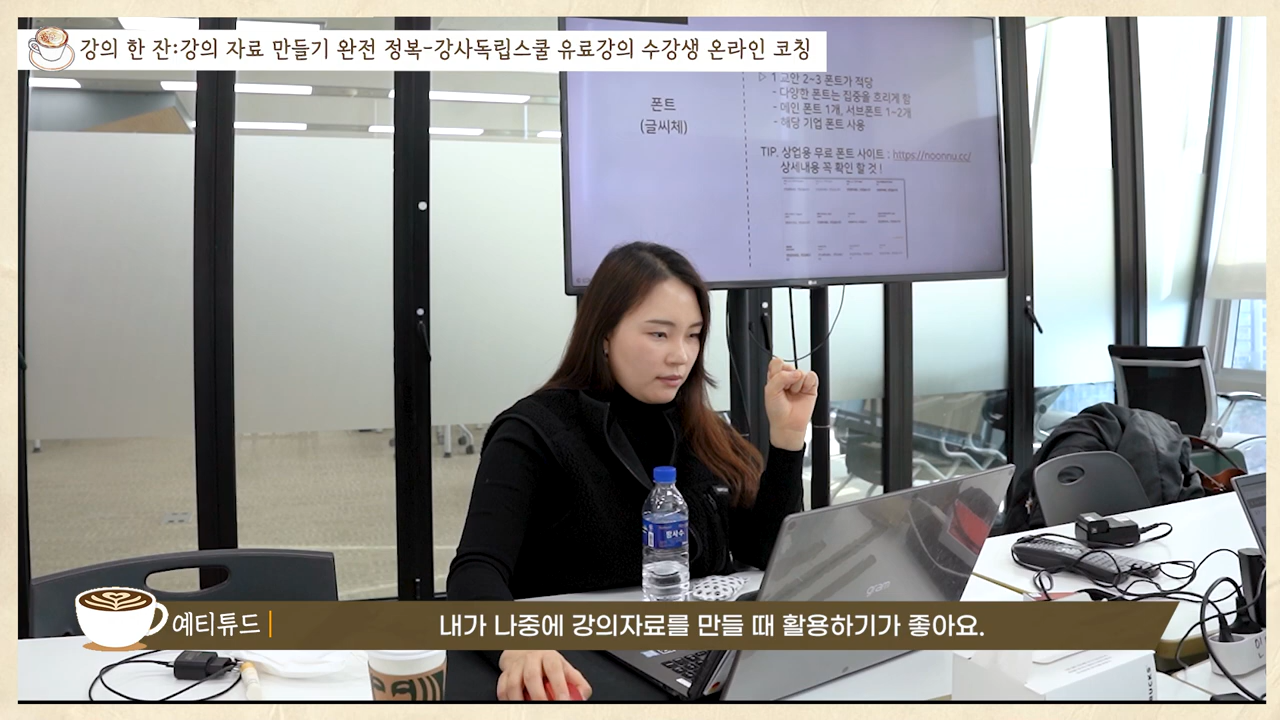 강의 한 잔:강의 자료 만들기 완전 정복-강사독립스쿨 유료강의 수강생 온라인 코칭
폰트
(글씨체)
▷ 1 교안 2~3 폰트가 적당
- 다양한 폰트는 집중을 흐리게 함
- 메인 폰트 1개, 서브폰트 1~2개
- 해당 기업 폰트 사용
TIP. 상업용 무료 폰트 사이트 : https://noonnu.cc/
상세내용 꼭 확인 할 것 !
LG
gram
예티튜드
내가 나중에 강의자료를 만들 때 활용하기가 좋아요.